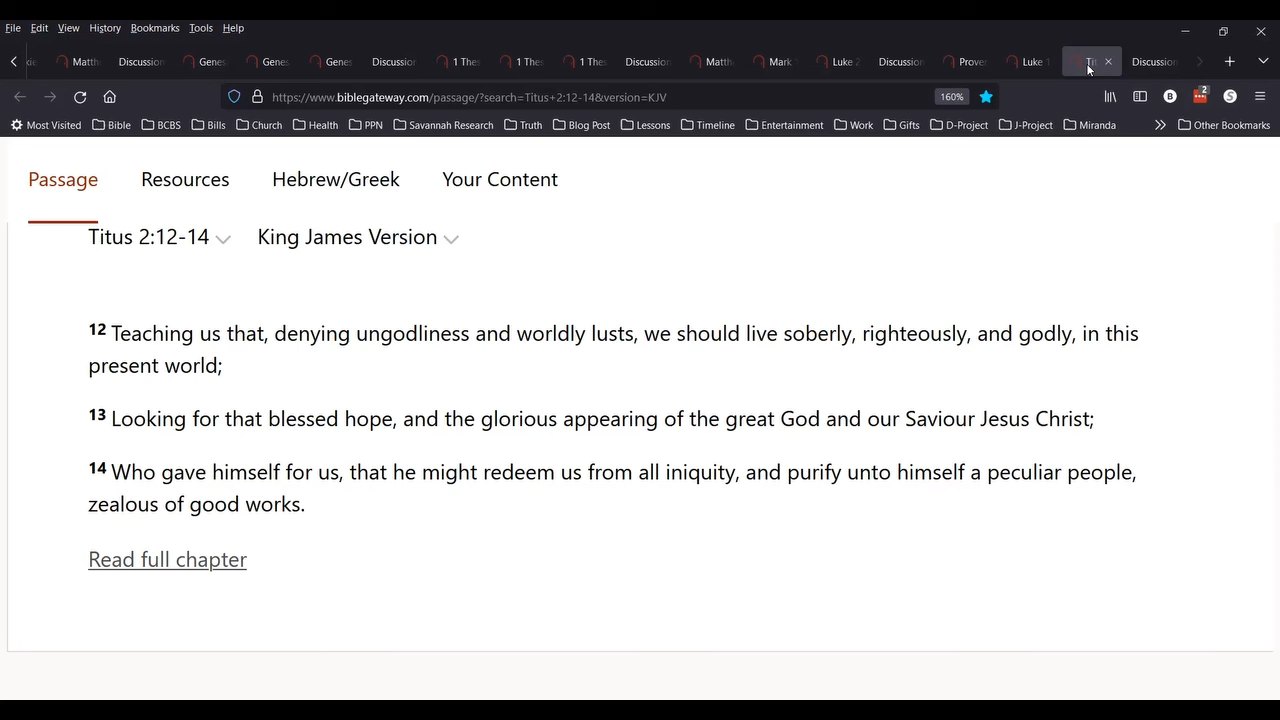 File Edit View History Bookmarks Tools Help
Matth Discussion Genes Genes Genes Discussion 1 Thes 1 Thes 1 Thes Discussion Matth Mark Luke 2 Discussion Prover Luke 1 Tit Discussion
https://www.biblegateway.com/passage/?search=Titus+2:12-14&version=KJV 160% B 2 S
Most Visited Bible BCBS Bills Church Health PPN Savannah Research Truth Blog Post Lessons Timeline Entertainment Work Gifts D-Project J-Project Miranda Other Bookmarks
Passage Resources Hebrew/Greek Your Content
Titus 2:12-14 King James Version
12 Teaching us that, denying ungodliness and worldly lusts, we should live soberly, righteously, and godly, in this
present world;
13 Looking for that blessed hope, and the glorious appearing of the great God and our Saviour Jesus Christ;
14 Who gave himself for us, that he might redeem us from all iniquity, and purify unto himself a peculiar people,
zealous of good works.
Read full chapter